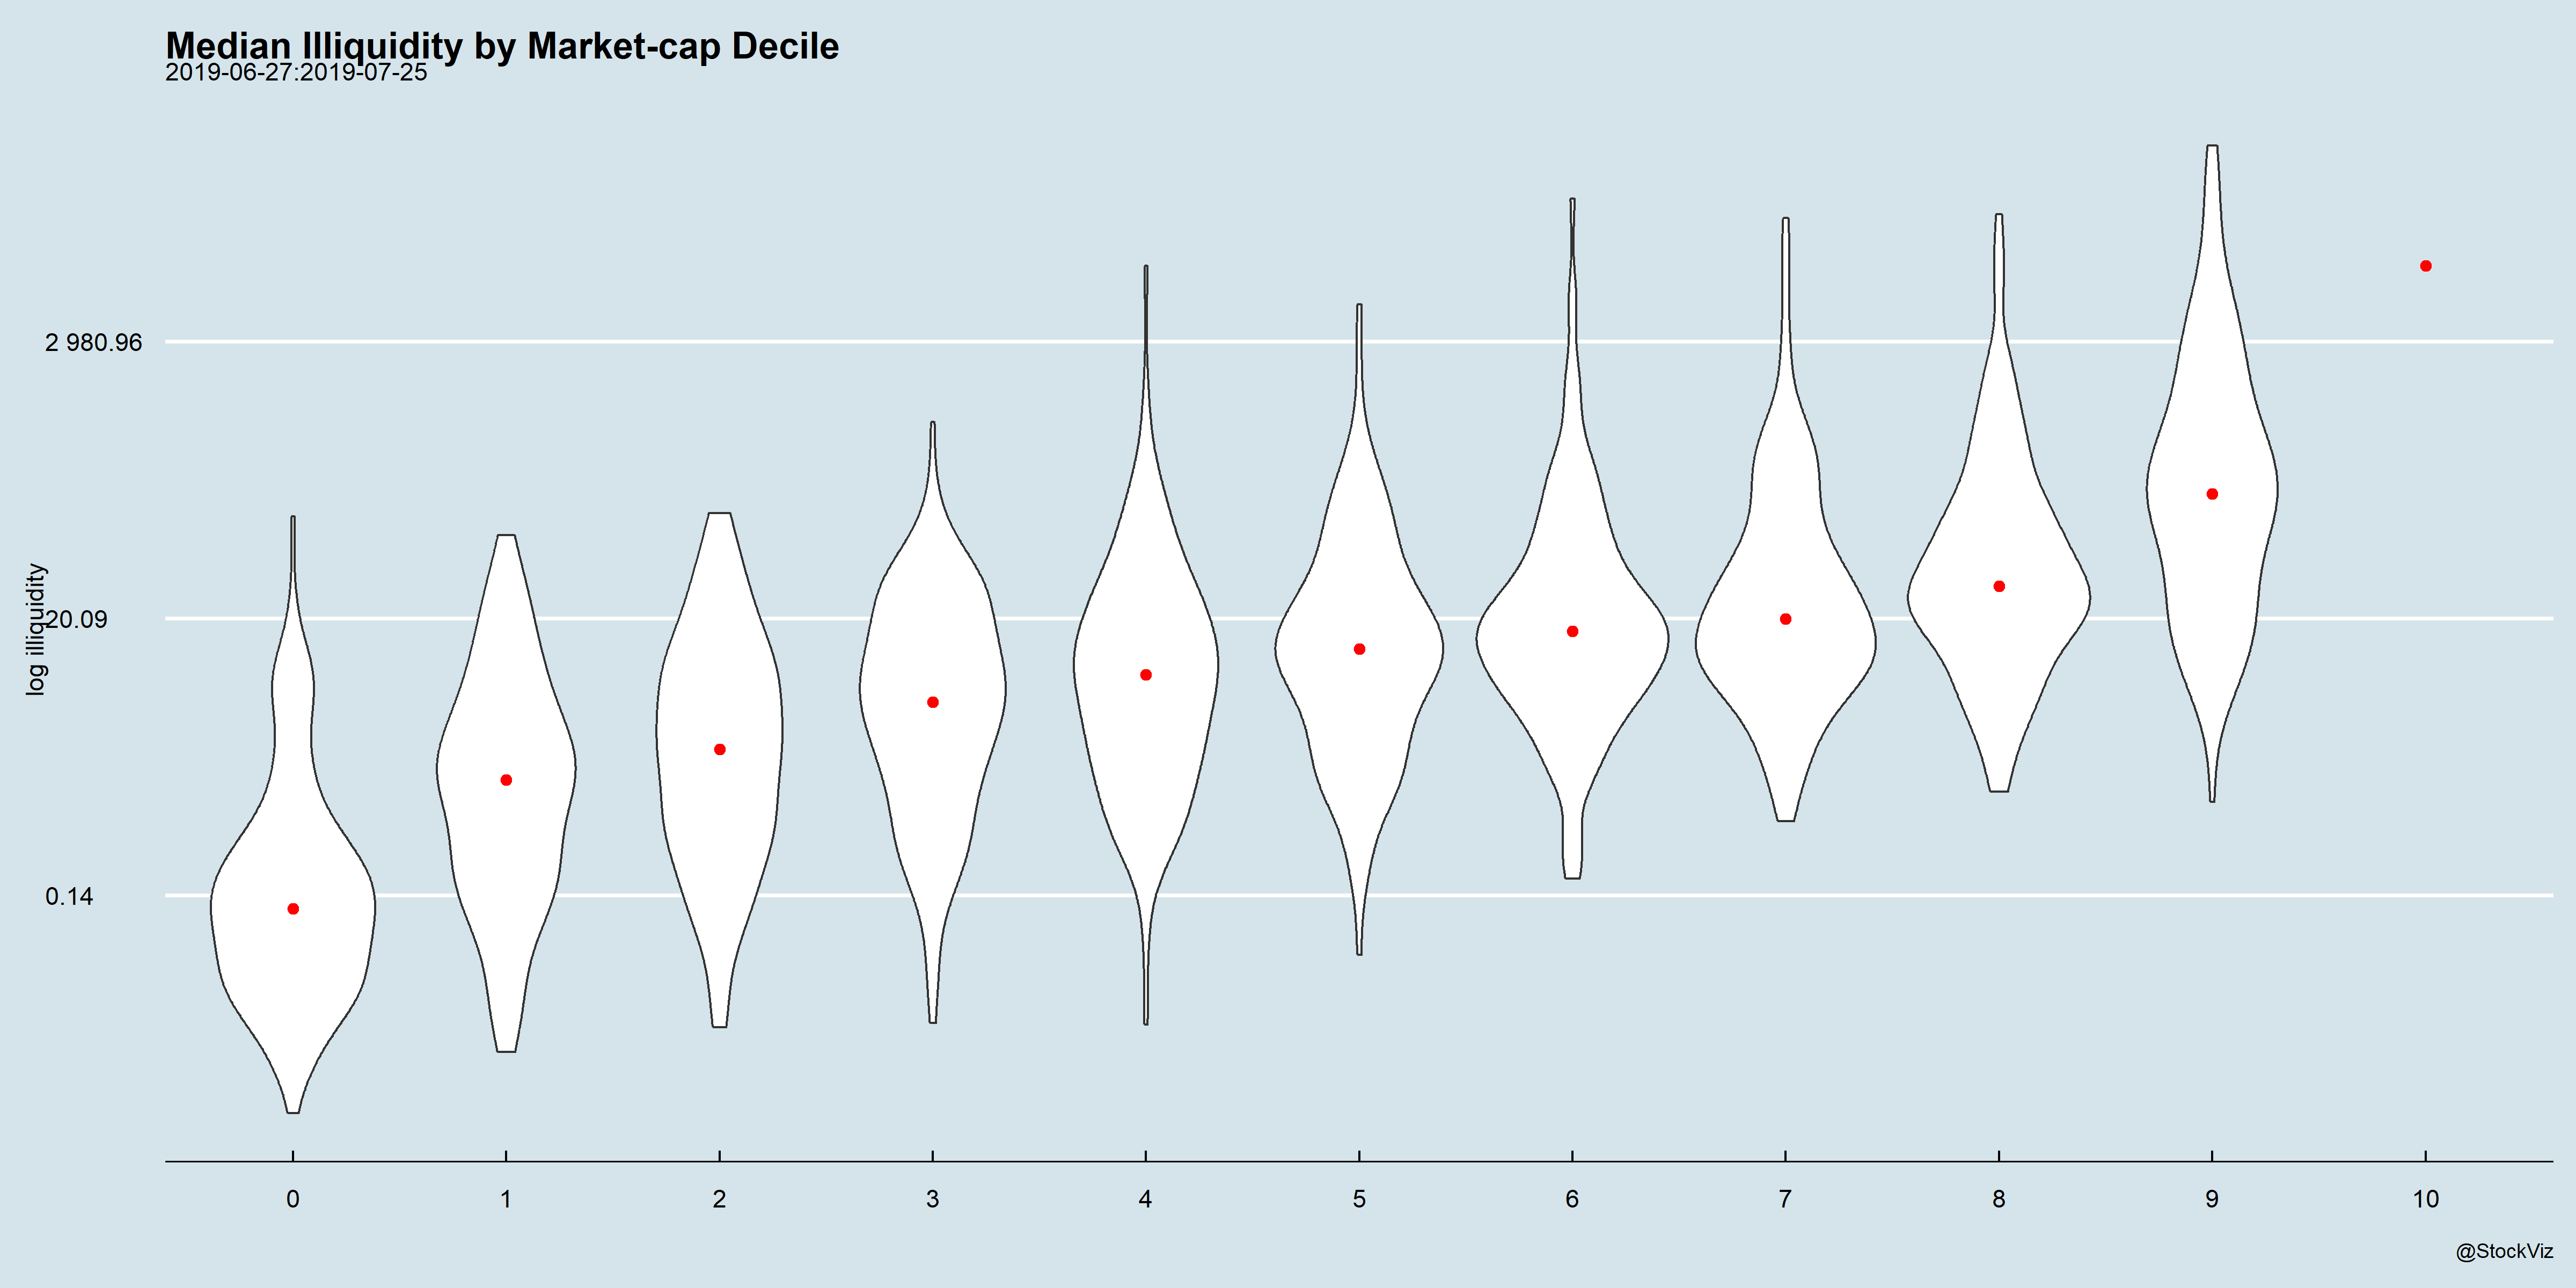 Median Illiquidity by Market-cap Decile
2019-06-27:2019-07-25
2 980.96
20.09
0.14
log illiquidity
0 1 2 3 4 5 6 7 8 9 10
@StockViz